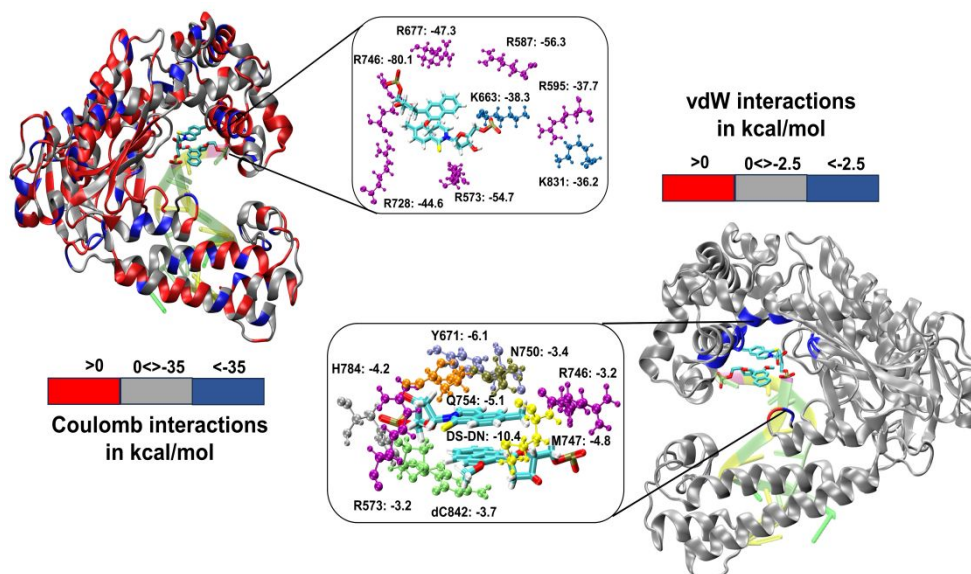 R677: -47.3
R587: -56.3
R746: -80.1
R595: -37.7
K663: -38.3
K831: -36.2
R728: -44.6
R573: -54.7
vdW interactions
in kcal/mol
>0 0<>-2.5 <-2.5
>0 0<>-35 <-35
Coulomb interactions
in kcal/mol
Y671: -6.1
N750: -3.4
H784: -4.2
R746: -3.2
Q754: -5.1
DS-DN: -10.4
M747: -4.8
R573: -3.2
dC842: -3.7